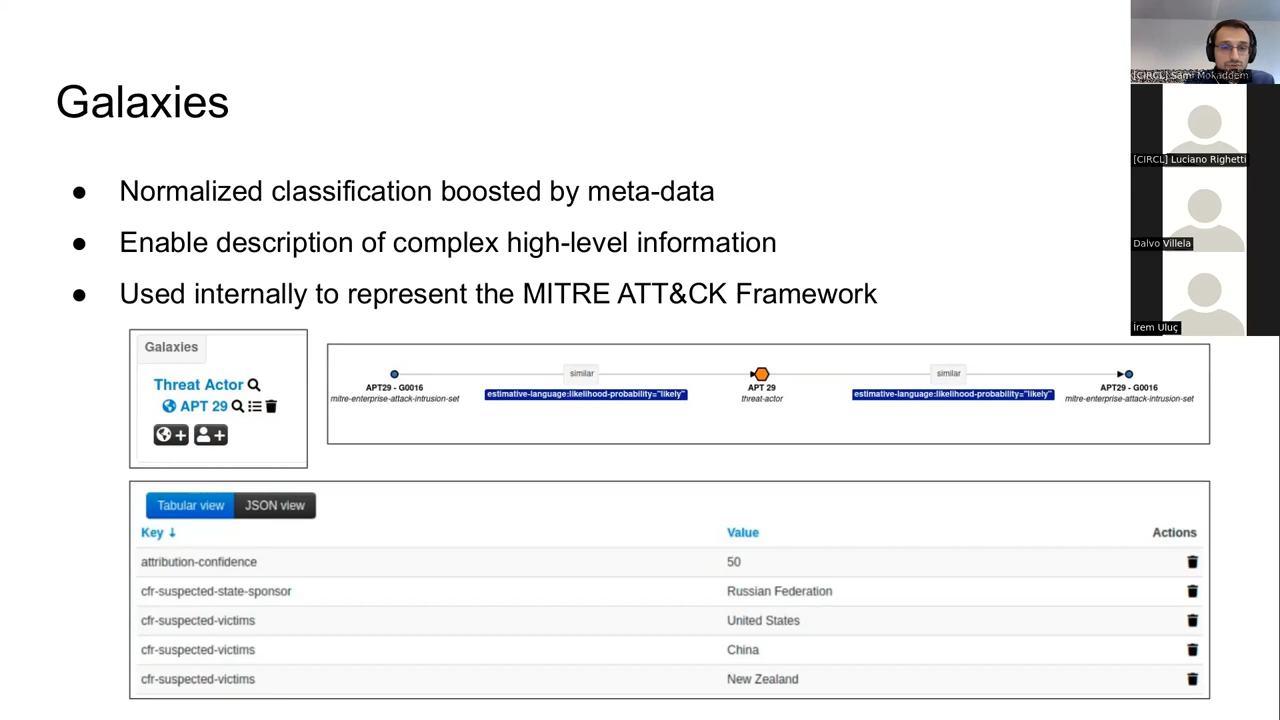 Galaxies
● Normalized classification boosted by meta-data
● Enable description of complex high-level information
● Used internally to represent the MITRE ATT&CK Framework
Galaxies
Threat Actor
APT 29
+ +
similar
similar
APT29 - G0016
estimative-language:likelihood-probability="likely"
APT 29
estimative-language:likelihood-probability="likely"
APT29 - G0016
mitre-enterprise-attack-intrusion-set
threat-actor
mitre-enterprise-attack-intrusion-set
Tabular view JSON view
Key ↓ Value Actions
attribution-confidence 50
cfr-suspected-state-sponsor Russian Federation
cfr-suspected-victims United States
cfr-suspected-victims China
cfr-suspected-victims New Zealand
[CIRCL] Sami Mokaddem
[CIRCL] Luciano Righetti
Dalvo Villela
İrem Uluç